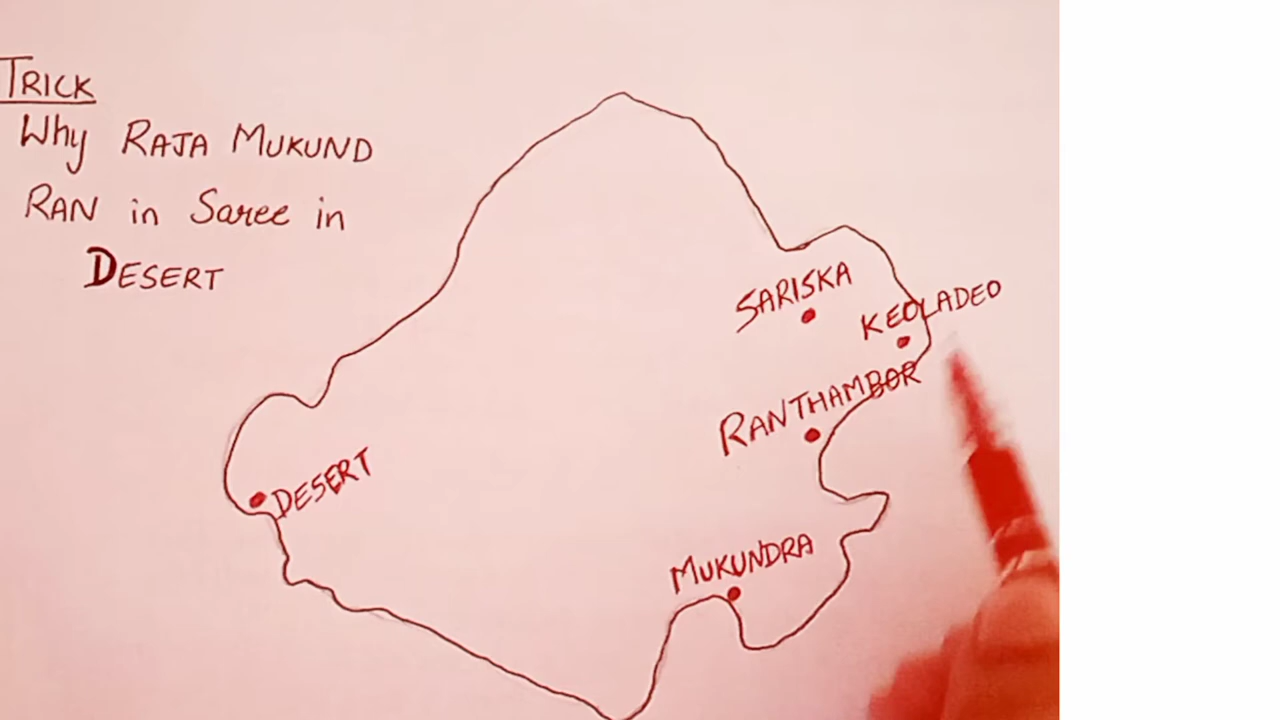 TRICK
Why RAJA MUKUND
RAN in Saree in
DESERT
SARISKA
KEOLADEO
RANTHAMBOR
DESERT
MUKUNDRA